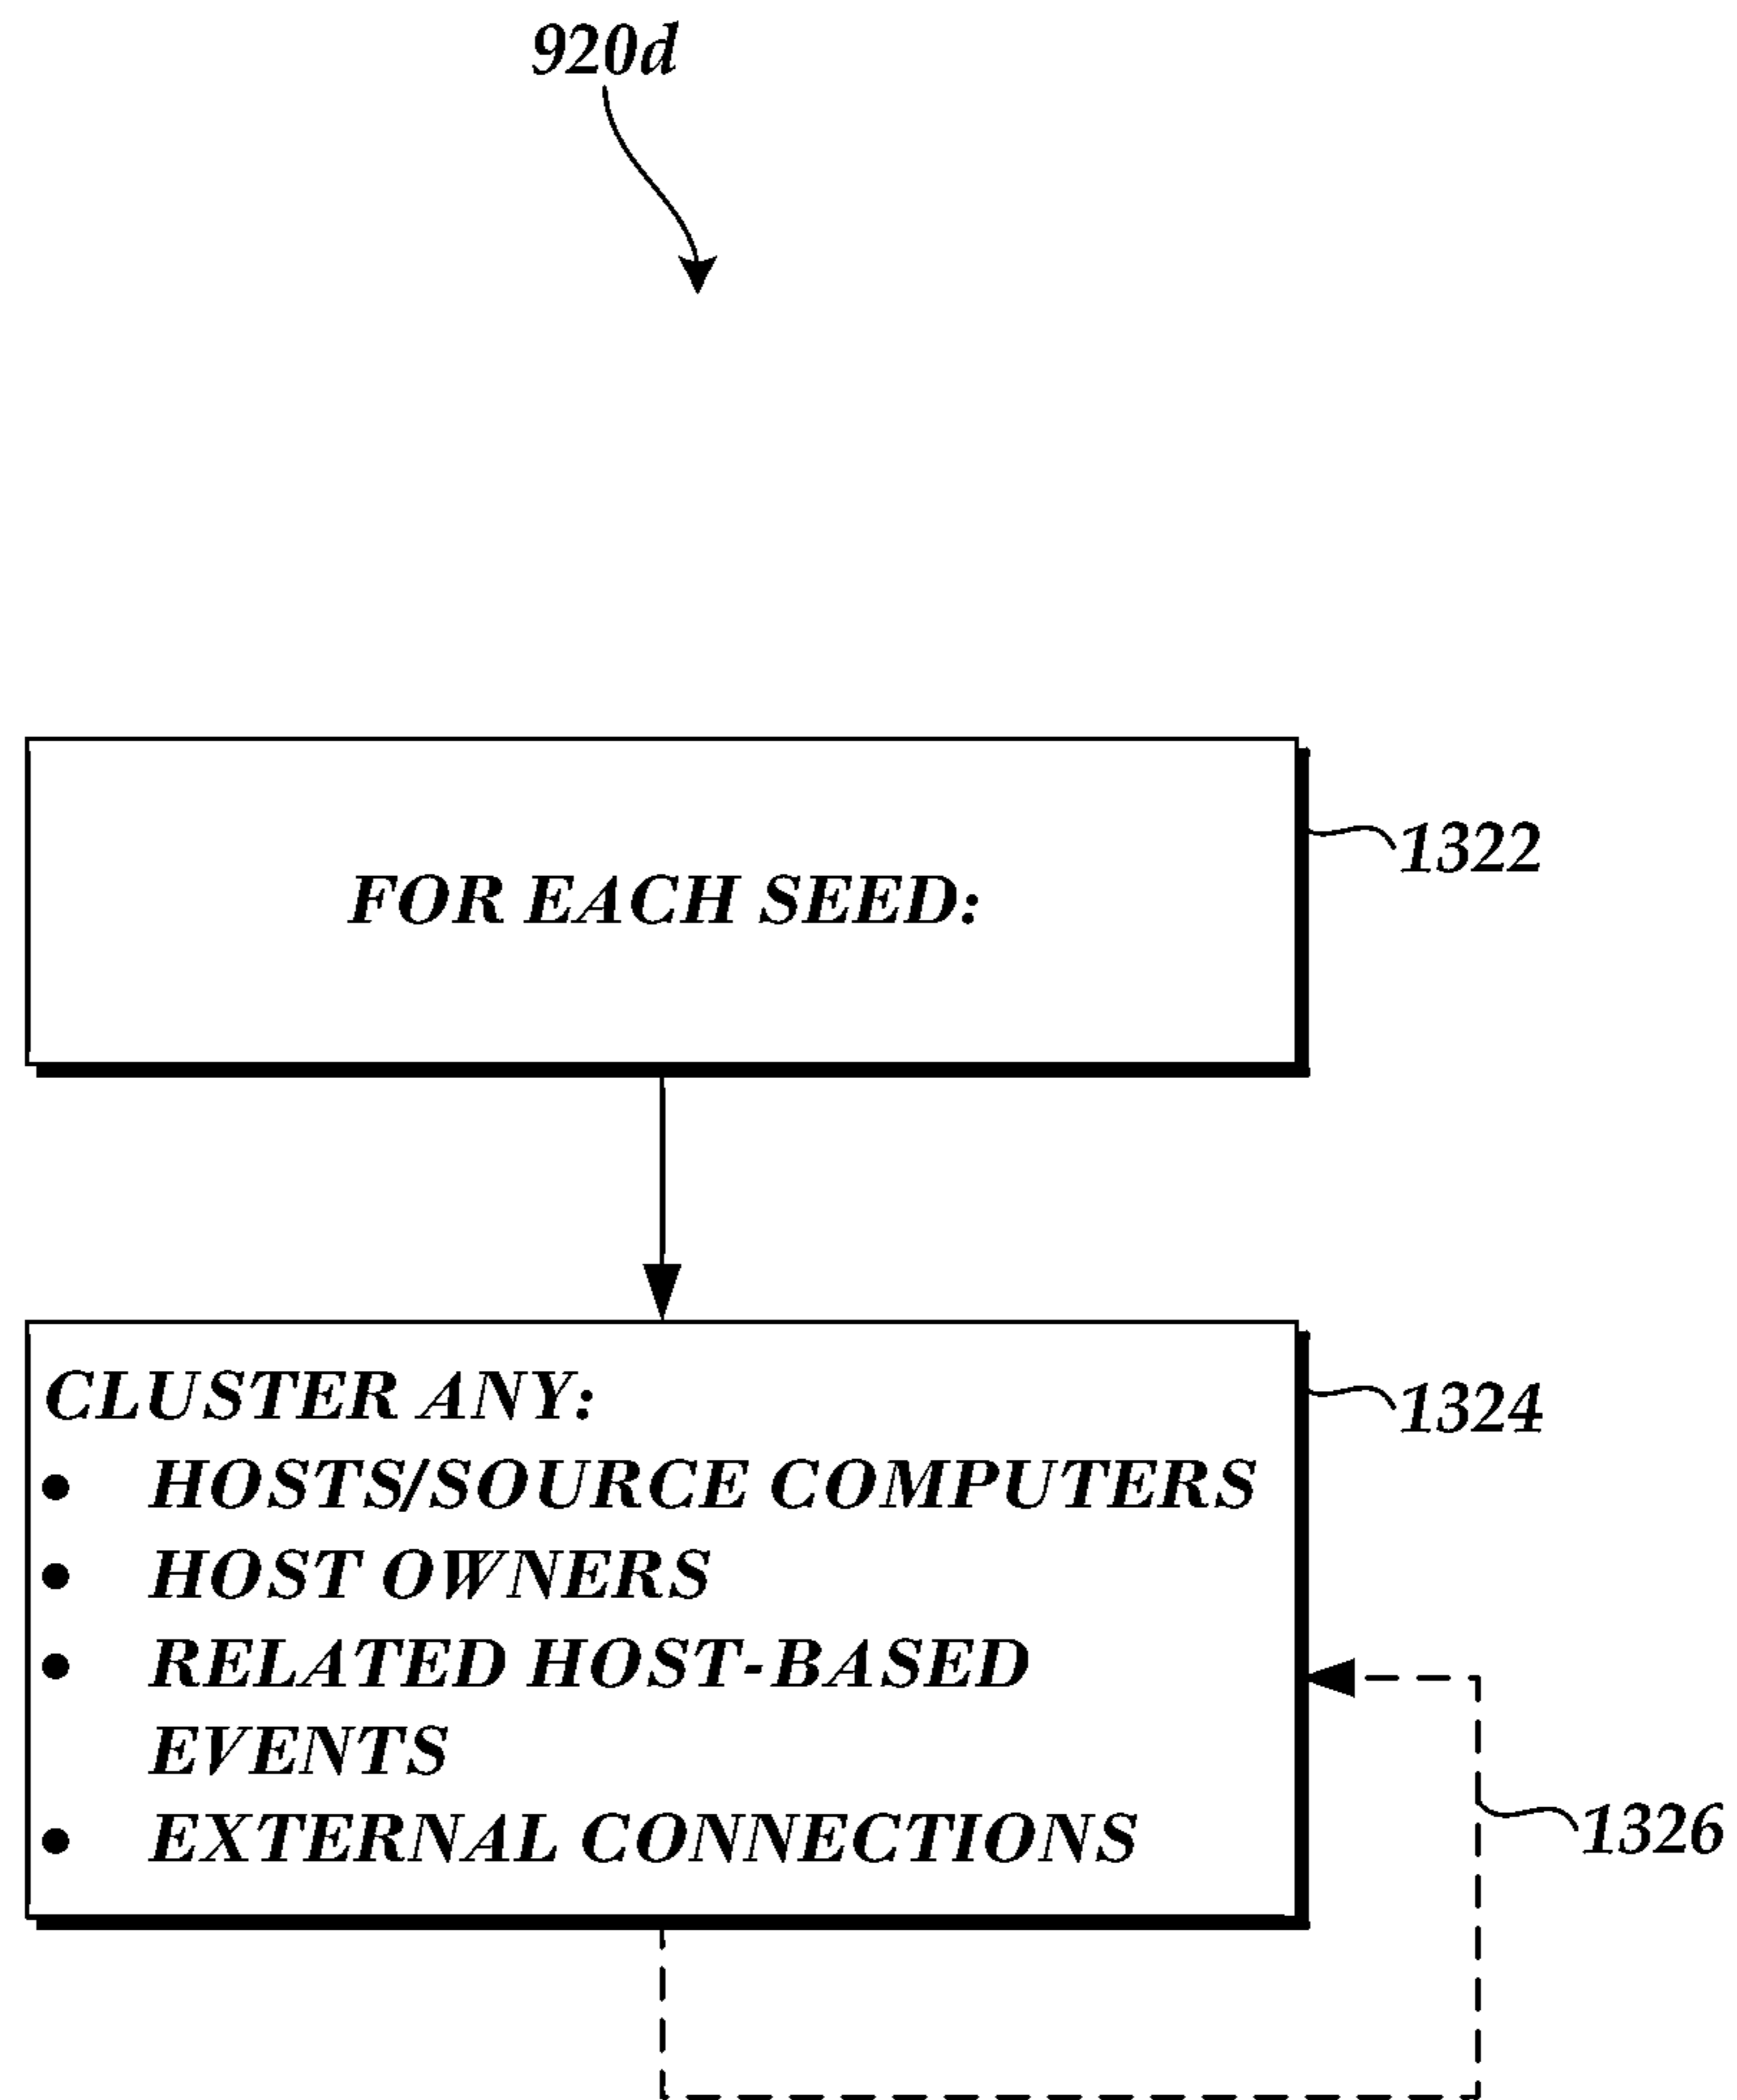 920d
FOR EACH SEED:
1322
CLUSTER ANY:
1324
• HOSTS/SOURCE COMPUTERS
• HOST OWNERS
• RELATED HOST-BASED
EVENTS
• EXTERNAL CONNECTIONS
1326